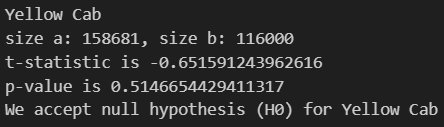 Yellow Cab
size a: 158681, size b: 116000
t-statistic is -0.651591243962616
p-value is 0.5146654429411317
We accept null hypothesis (H0) for Yellow Cab